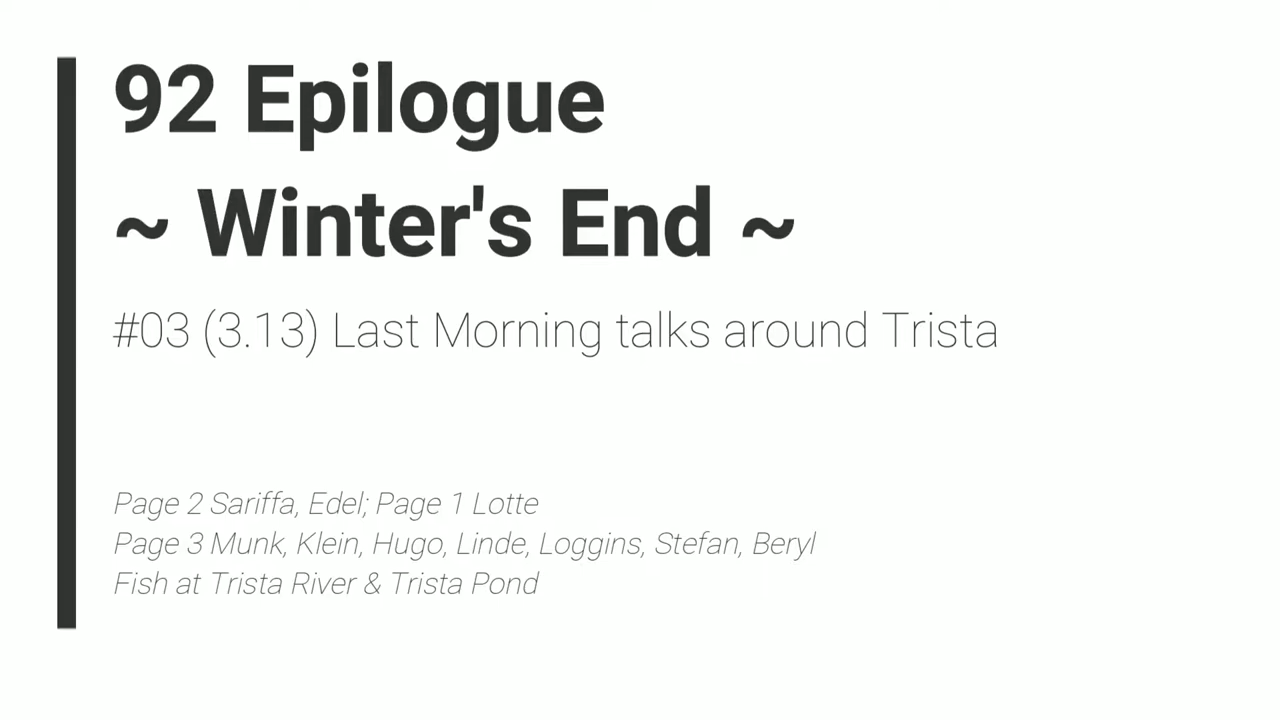 92 Epilogue
~ Winter's End ~
#03 (3.13) Last Morning talks around Trista
Page 2 Sariffa, Edel; Page 1 Lotte
Page 3 Munk, Klein, Hugo, Linde, Loggins, Stefan, Beryl
Fish at Trista River & Trista Pond